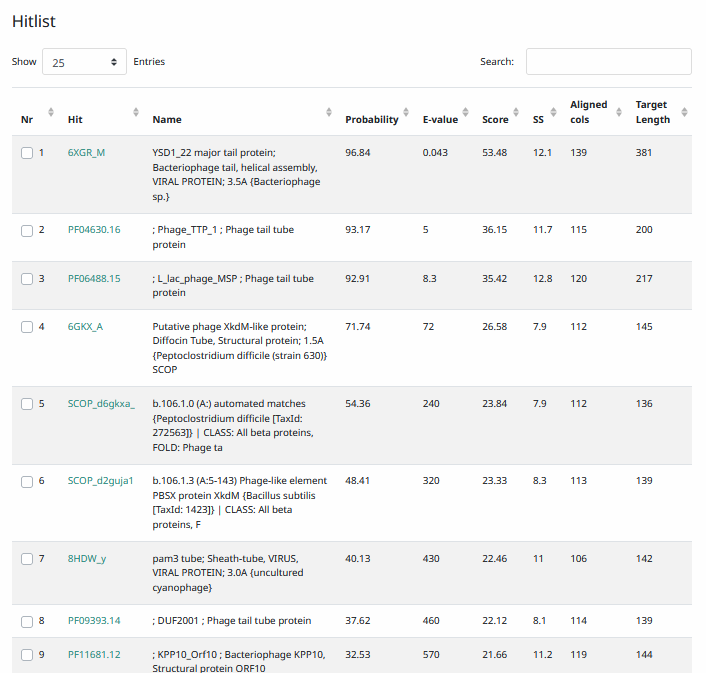 Hitlist
Show 25 Entries Search:
Nr Hit Name Probability E-value Score SS Aligned cols Target Length
1 6XGR_M YSD1_22 major tail protein; 96.84 0.043 53.48 12.1 139 381
Bacteriophage tail, helical assembly,
VIRAL PROTEIN; 3.5A {Bacteriophage
sp.}
2 PF04630.16 ; Phage_TTP_1 ; Phage tail tube 93.17 5 36.15 11.7 115 200
protein
3 PF06488.15 ; L_lac_phage_MSP ; Phage tail tube 92.91 8.3 35.42 12.8 120 217
protein
4 6GKX_A Putative phage XkdM-like protein; 71.74 72 26.58 7.9 112 145
Diffocin Tube, Structural protein; 1.5A
{Peptoclostridium difficile (strain 630)}
SCOP
5 SCOP_d6gkxa_ b.106.1.0 (A:) automated matches 54.36 240 23.84 7.9 112 136
{Peptoclostridium difficile [TaxId:
272563]} | CLASS: All beta proteins,
FOLD: Phage ta
6 SCOP_d2guja1 b.106.1.3 (A:5-143) Phage-like element 48.41 320 23.33 8.3 113 139
PBSX protein XkdM {Bacillus subtilis
[TaxId: 1423]} | CLASS: All beta
proteins, F
7 8HDW_y pam3 tube; Sheath-tube, VIRUS, 40.13 430 22.46 11 106 142
VIRAL PROTEIN; 3.0A {uncultured
cyanophage}
8 PF09393.14 ; DUF2001 ; Phage tail tube protein 37.62 460 22.12 8.1 114 139
9 PF11681.12 ; KPP10_Orf10 ; Bacteriophage KPP10, 32.53 570 21.66 11.2 119 144
Structural protein ORF10